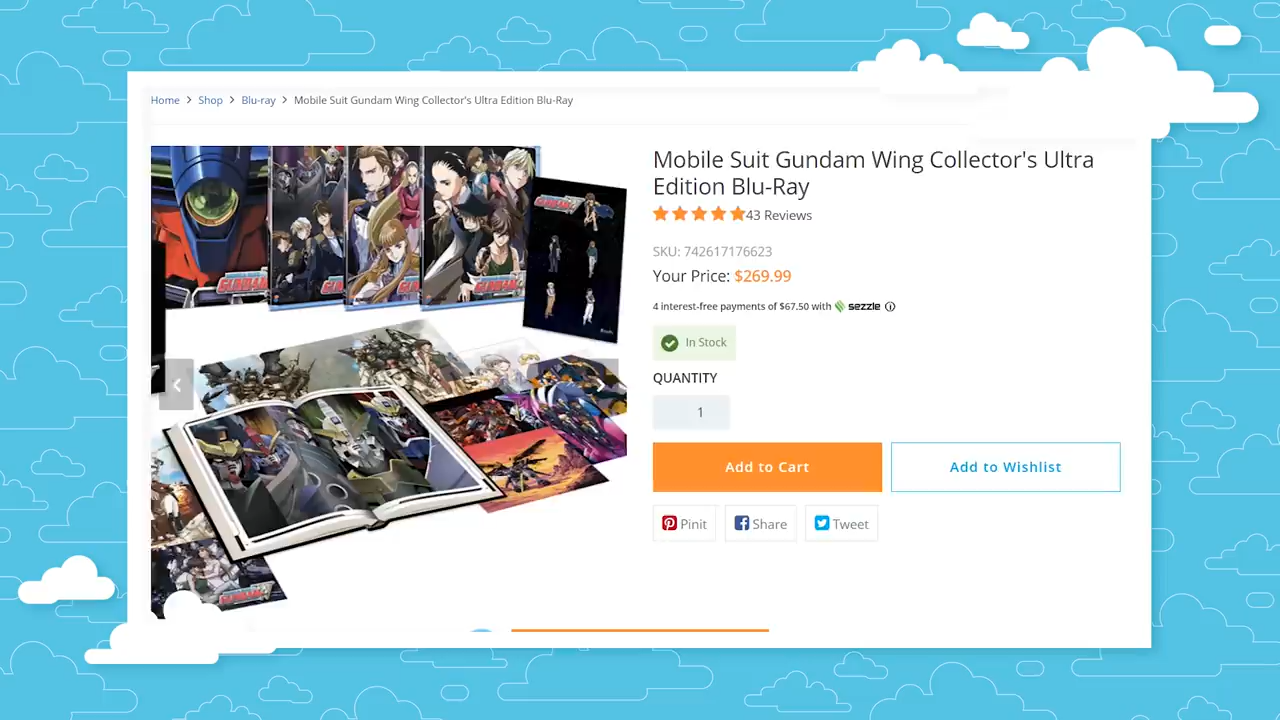 Home > Shop > Blu-ray > Mobile Suit Gundam Wing Collector's Ultra Edition Blu-Ray
Mobile Suit Gundam Wing Collector's Ultra
Edition Blu-Ray
43 Reviews
SKU: 742617176623
Your Price: $269.99
4 interest-free payments of $67.50 with sezzle
In Stock
QUANTITY
1
Add to Cart
Add to Wishlist
Pinit
Share
Tweet
GUNDAM
GUNDAM